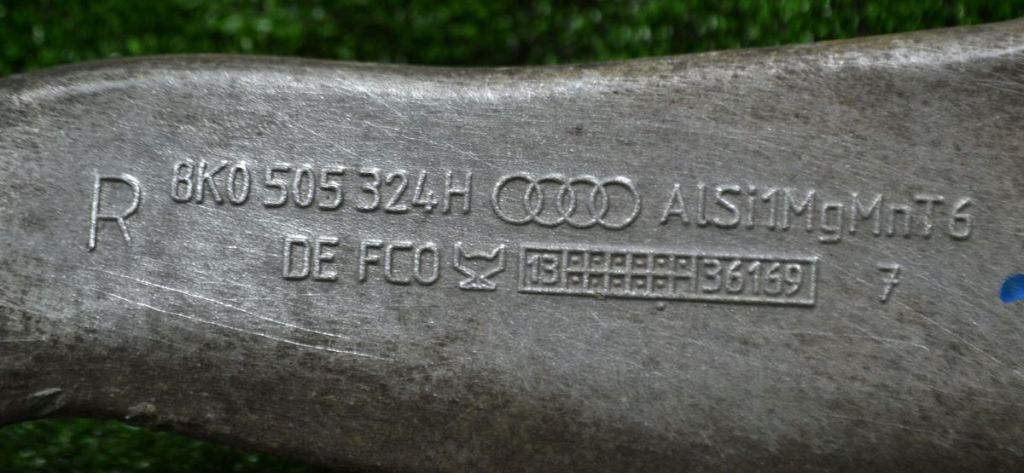 R 8K0 505 324H AlSi1MgMnT6
DE FCO 13 36169 7